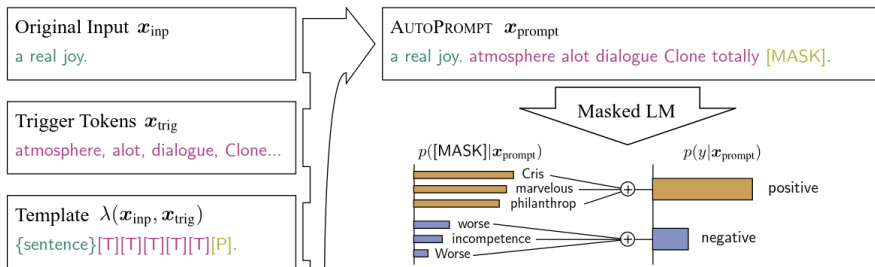 Original Input x_inp
a real joy.
Trigger Tokens x_trig
atmosphere, alot, dialogue, Clone...
Template λ(x_inp, x_trig)
{sentence}[T][T][T][T][T][P].
AUTOPROMPT x_prompt
a real joy. atmosphere alot dialogue Clone totally [MASK].
Masked LM
p([MASK]|x_prompt)
p(y|x_prompt)
Cris
marvelous
philanthrop
+
positive
worse
incompetence
Worse
+
negative